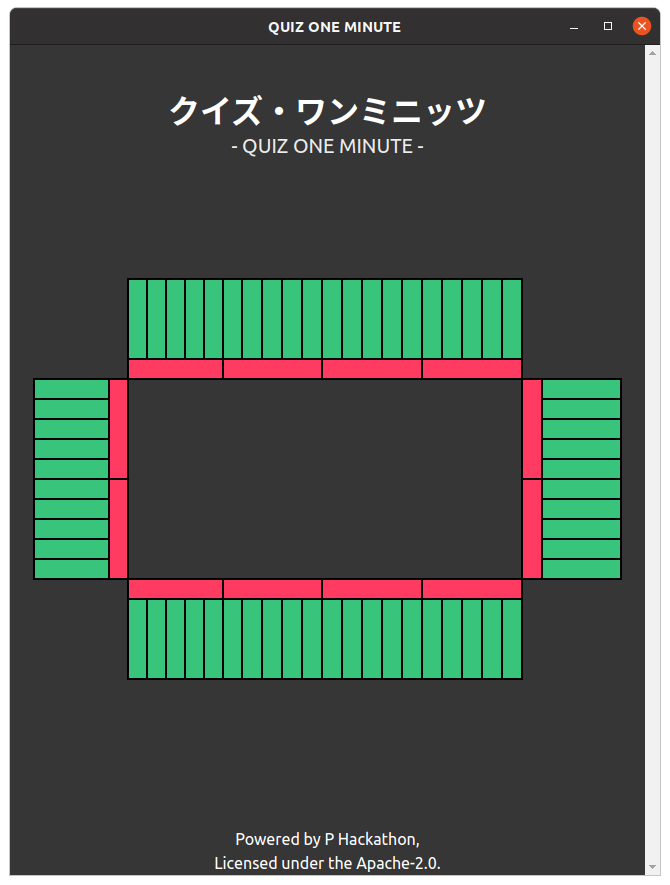 QUIZ ONE MINUTE
クイズ・ワンミニッツ
- QUIZ ONE MINUTE -
Powered by P Hackathon,
Licensed under the Apache-2.0.